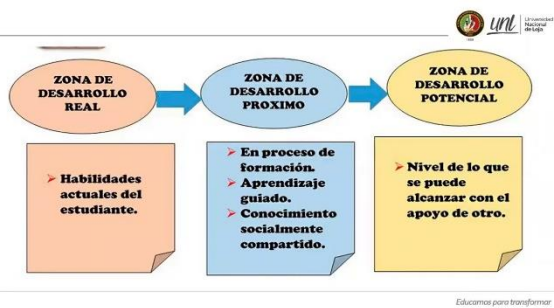 unl
Universidad
Nacional
de Loja
ZONA DE
DESARROLLO
REAL
ZONA DE
DESARROLLO
PROXIMO
ZONA DE
DESARROLLO
POTENCIAL
Habilidades
actuales del
estudiante.
En proceso de
formación.
Aprendizaje
guiado.
Conocimiento
socialmente
compartido.
Nivel de lo que
se puede
alcanzar con el
apoyo de otro.
Educamos para transformar